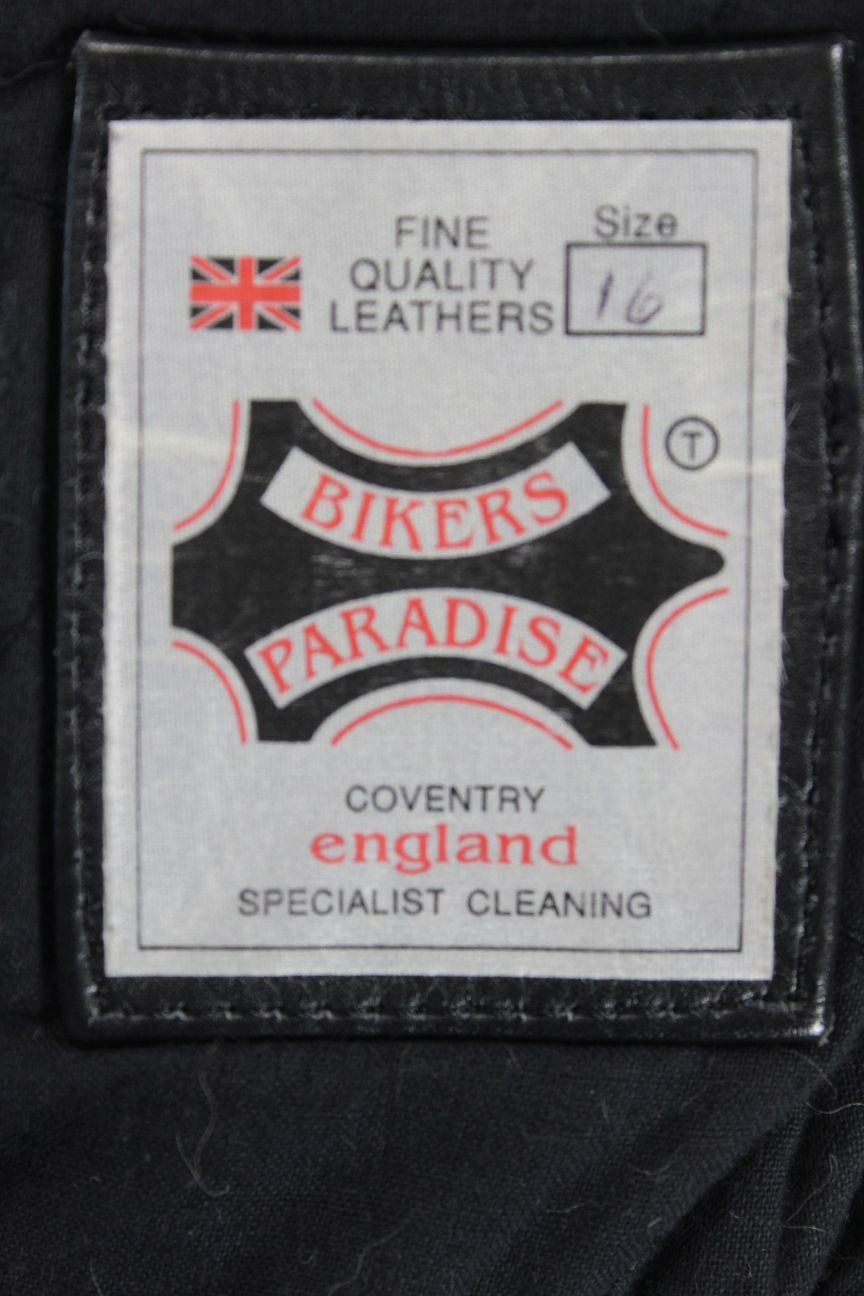 FINE
QUALITY
LEATHERS
Size
16
T
BIKERS
PARADISE
COVENTRY
england
SPECIALIST CLEANING